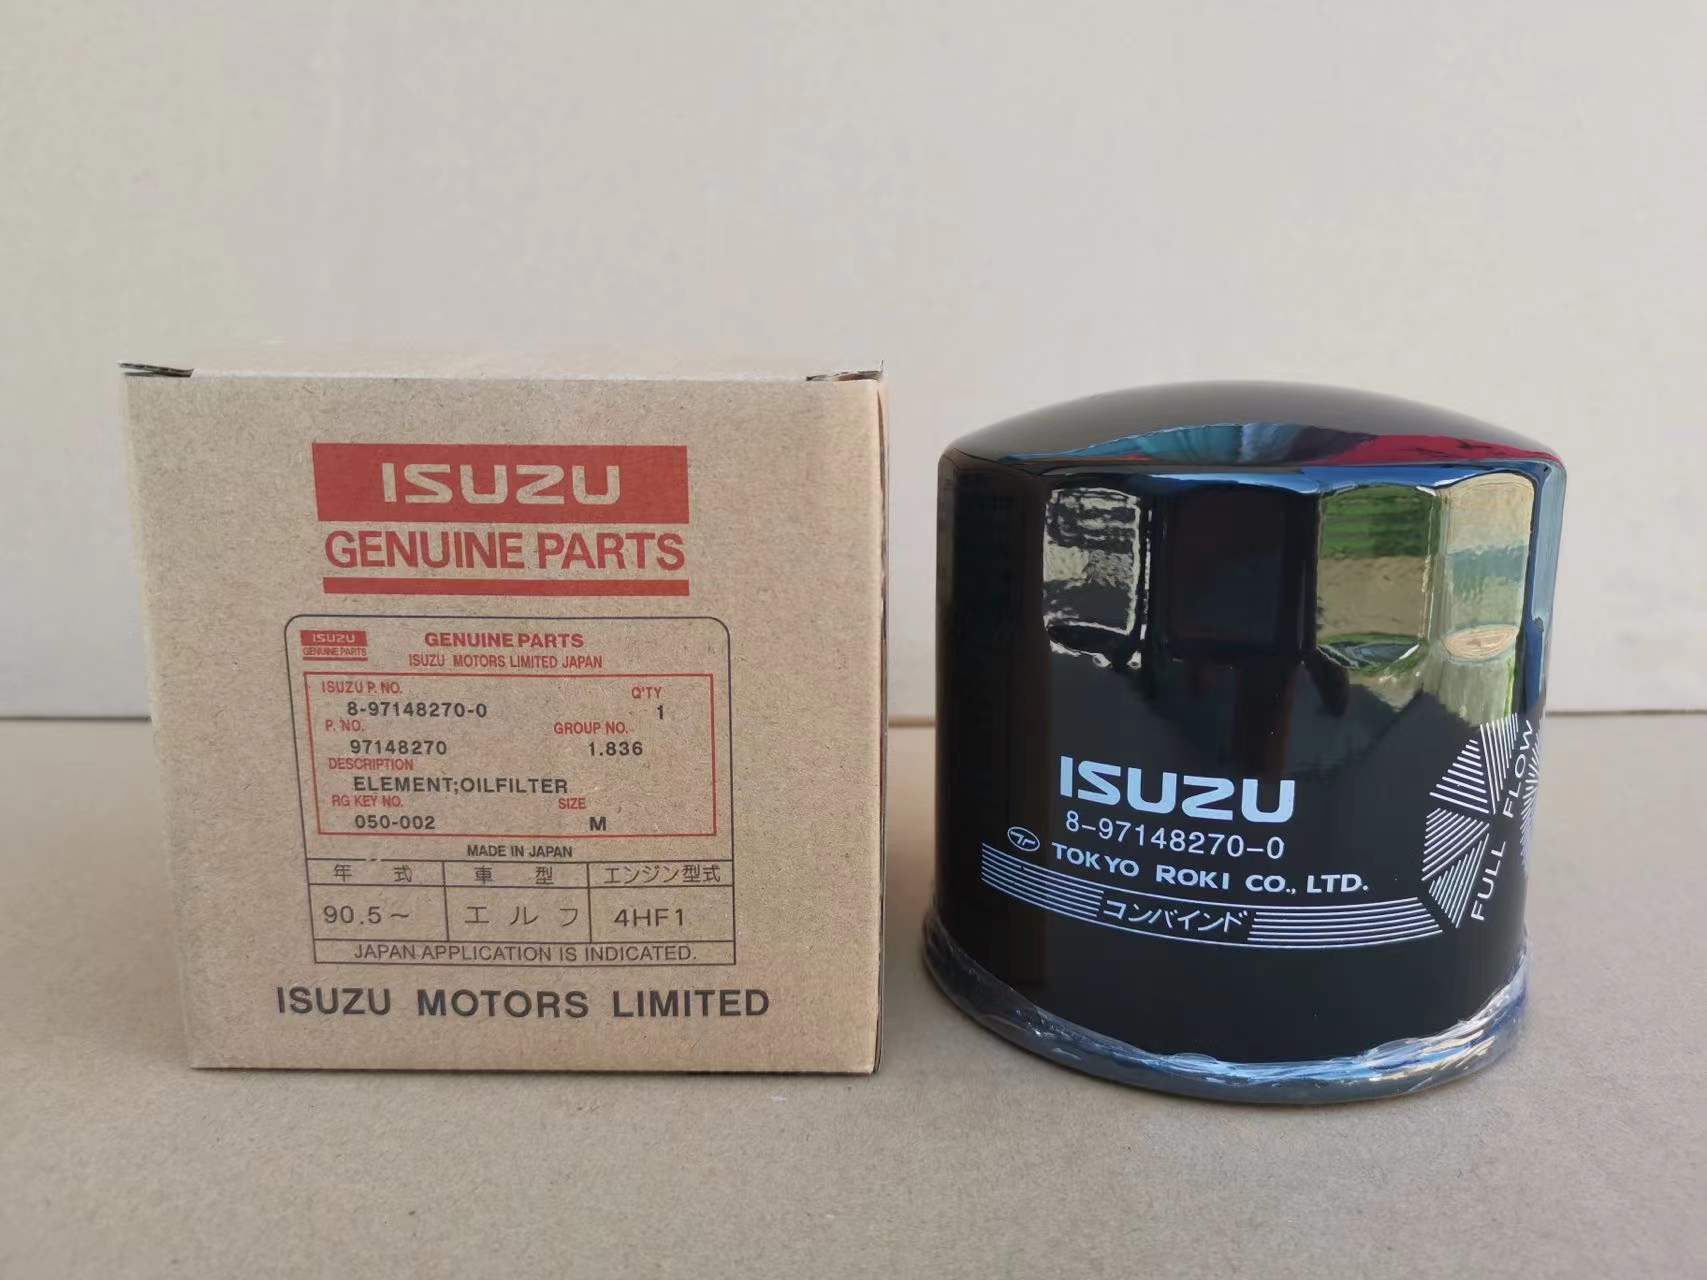 ISUZU
GENUINE PARTS
ISUZU
GENUINE PARTS
GENUINE PARTS
ISUZU MOTORS LIMITED JAPAN
ISUZU P. NO.
Q'TY
8-97148270-0
1
P. NO.
GROUP NO.
97148270
1.836
DESCRIPTION
ELEMENT;OILFILTER
RG KEY NO.
SIZE
050-002
M
MADE IN JAPAN
年 式
車 型
エンジン型式
90.5~
エルフ
4HF1
JAPAN APPLICATION IS INDICATED.
ISUZU MOTORS LIMITED
ISUZU
8-97148270-0
TOKYO ROKI CO., LTD.
コンバインド
FULL FLOW